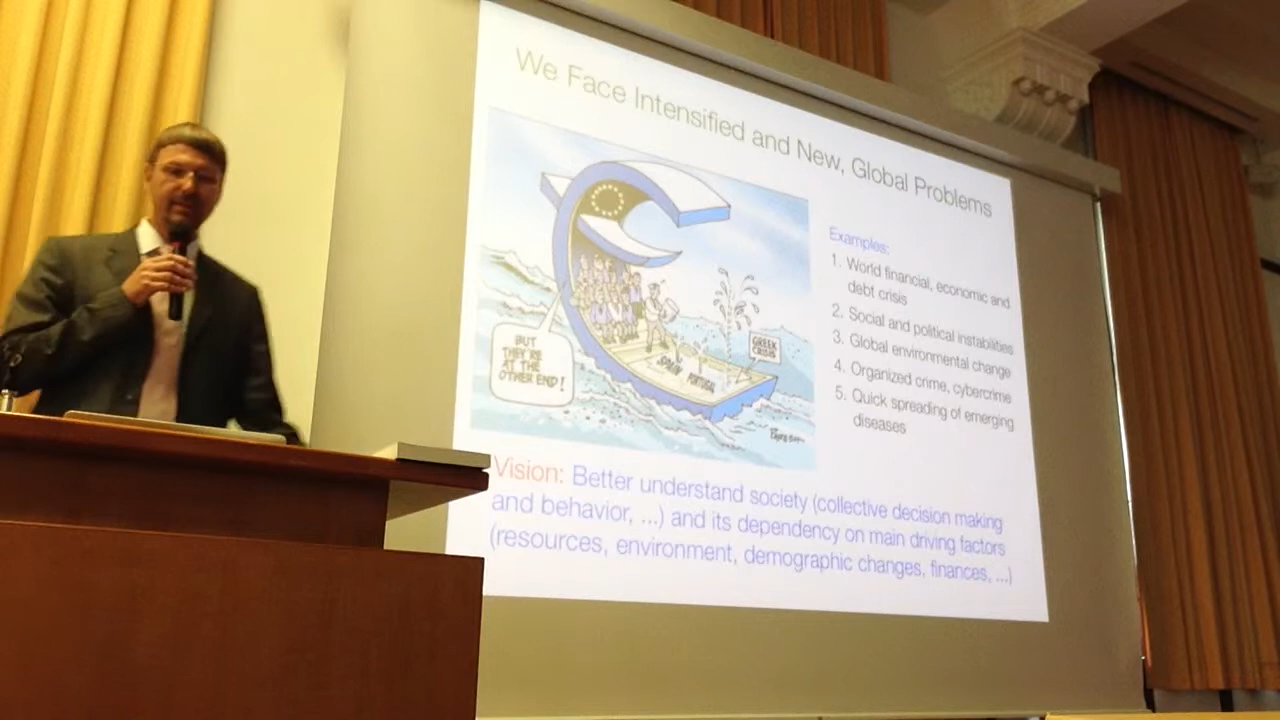 We Face Intensified and New, Global Problems
BUT
THEY'RE
AT THE
OTHER END!
SPAIN
PORTUGAL
GREEK
CRISIS
Examples:
1. World financial, economic and
debt crisis
2. Social and political instabilities
3. Global environmental change
4. Organized crime, cybercrime
5. Quick spreading of emerging
diseases
Vision: Better understand society (collective decision making
and behavior, ...) and its dependency on main driving factors
(resources, environment, demographic changes, finances, ...)